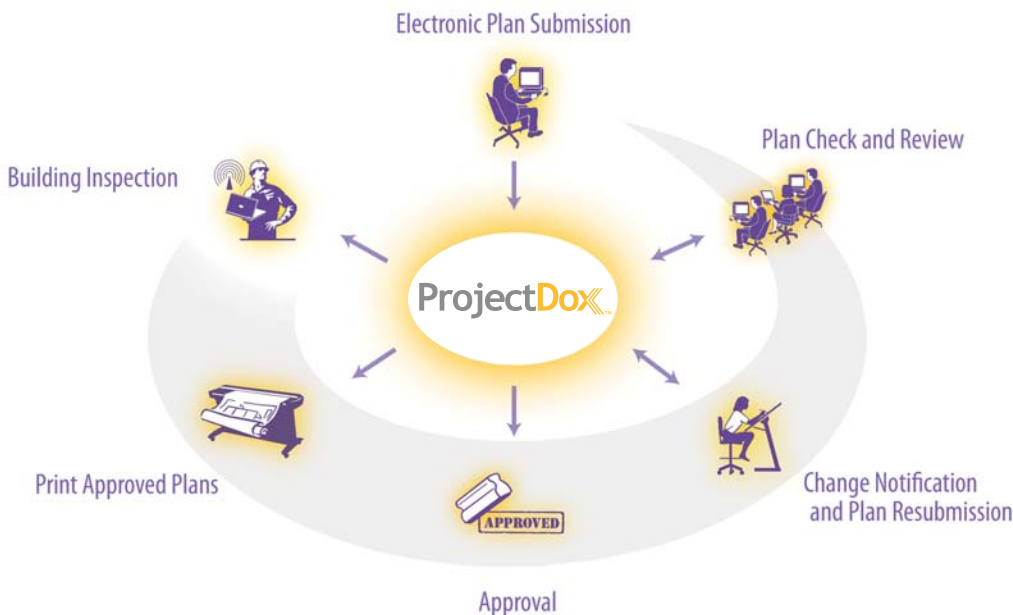 Electronic Plan Submission
Plan Check and Review
Building Inspection
ProjectDox™
Print Approved Plans
Change Notification
and Plan Resubmission
APPROVED
Approval